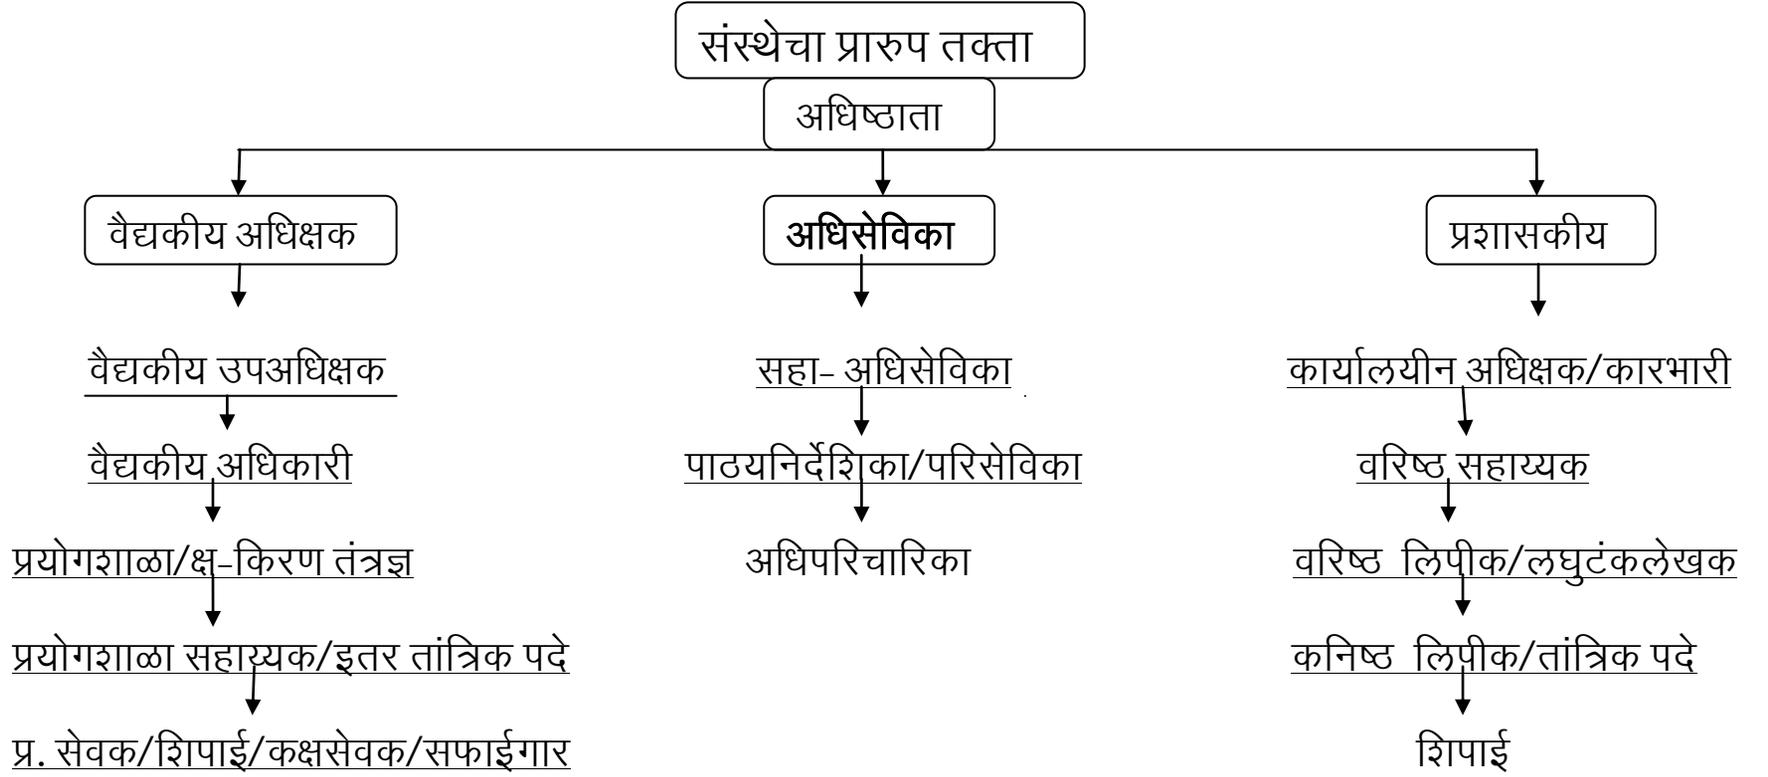 संस्थेचा प्रारुप तक्ता
अधिष्ठाता
वैद्यकीय अधिक्षक
अधिसेविका
प्रशासकीय
वैद्यकीय उपअधिक्षक
सहा- अधिसेविका
कार्यालयीन अधिक्षक/कारभारी
वैद्यकीय अधिकारी
पाठयनिर्देशिका/परिसेविका
वरिष्ठ सहाय्यक
प्रयोगशाळा/क्ष-किरण तंत्रज्ञ
अधिपरिचारिका
वरिष्ठ लिपीक/लघुटंकलेखक
प्रयोगशाळा सहाय्यक/इतर तांत्रिक पदे
कनिष्ठ लिपीक/तांत्रिक पदे
प्र. सेवक/शिपाई/कक्षसेवक/सफाईगार
शिपाई